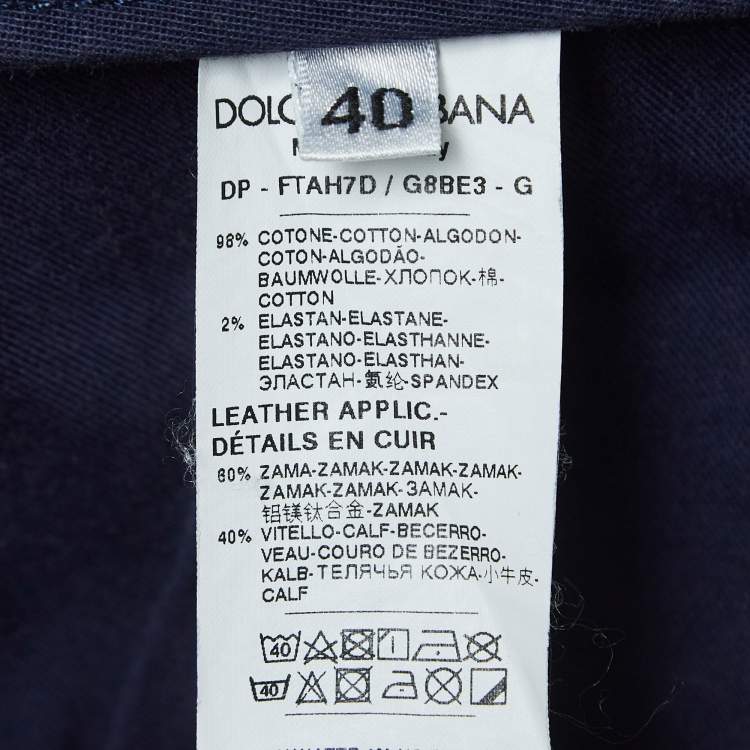 40
DOLC BANA
y
DP - FTAH7D / G8BE3 - G
98% COTONE-COTTON-ALGODON-
COTON-ALGODÃO-
BAUMWOLLE-ХЛОПОК-棉-
COTTON
2% ELASTAN-ELASTANE-
ELASTANO-ELASTHANNE-
ELASTANO-ELASTHAN-
ЭЛАСТАН-氨纶-SPANDEX
LEATHER APPLIC.-
DÉTAILS EN CUIR
60% ZAMA-ZAMAK-ZAMAK-ZAMAK-
ZAMAK-ZAMAK-ЗАМАК-
铝镁钛合金-ZAMAK
40% VITELLO-CALF-BECERRO-
VEAU-COURO DE BEZERRO-
KALB-ТЕЛЯЧЬЯ КОЖА-小牛皮-
CALF
40
40